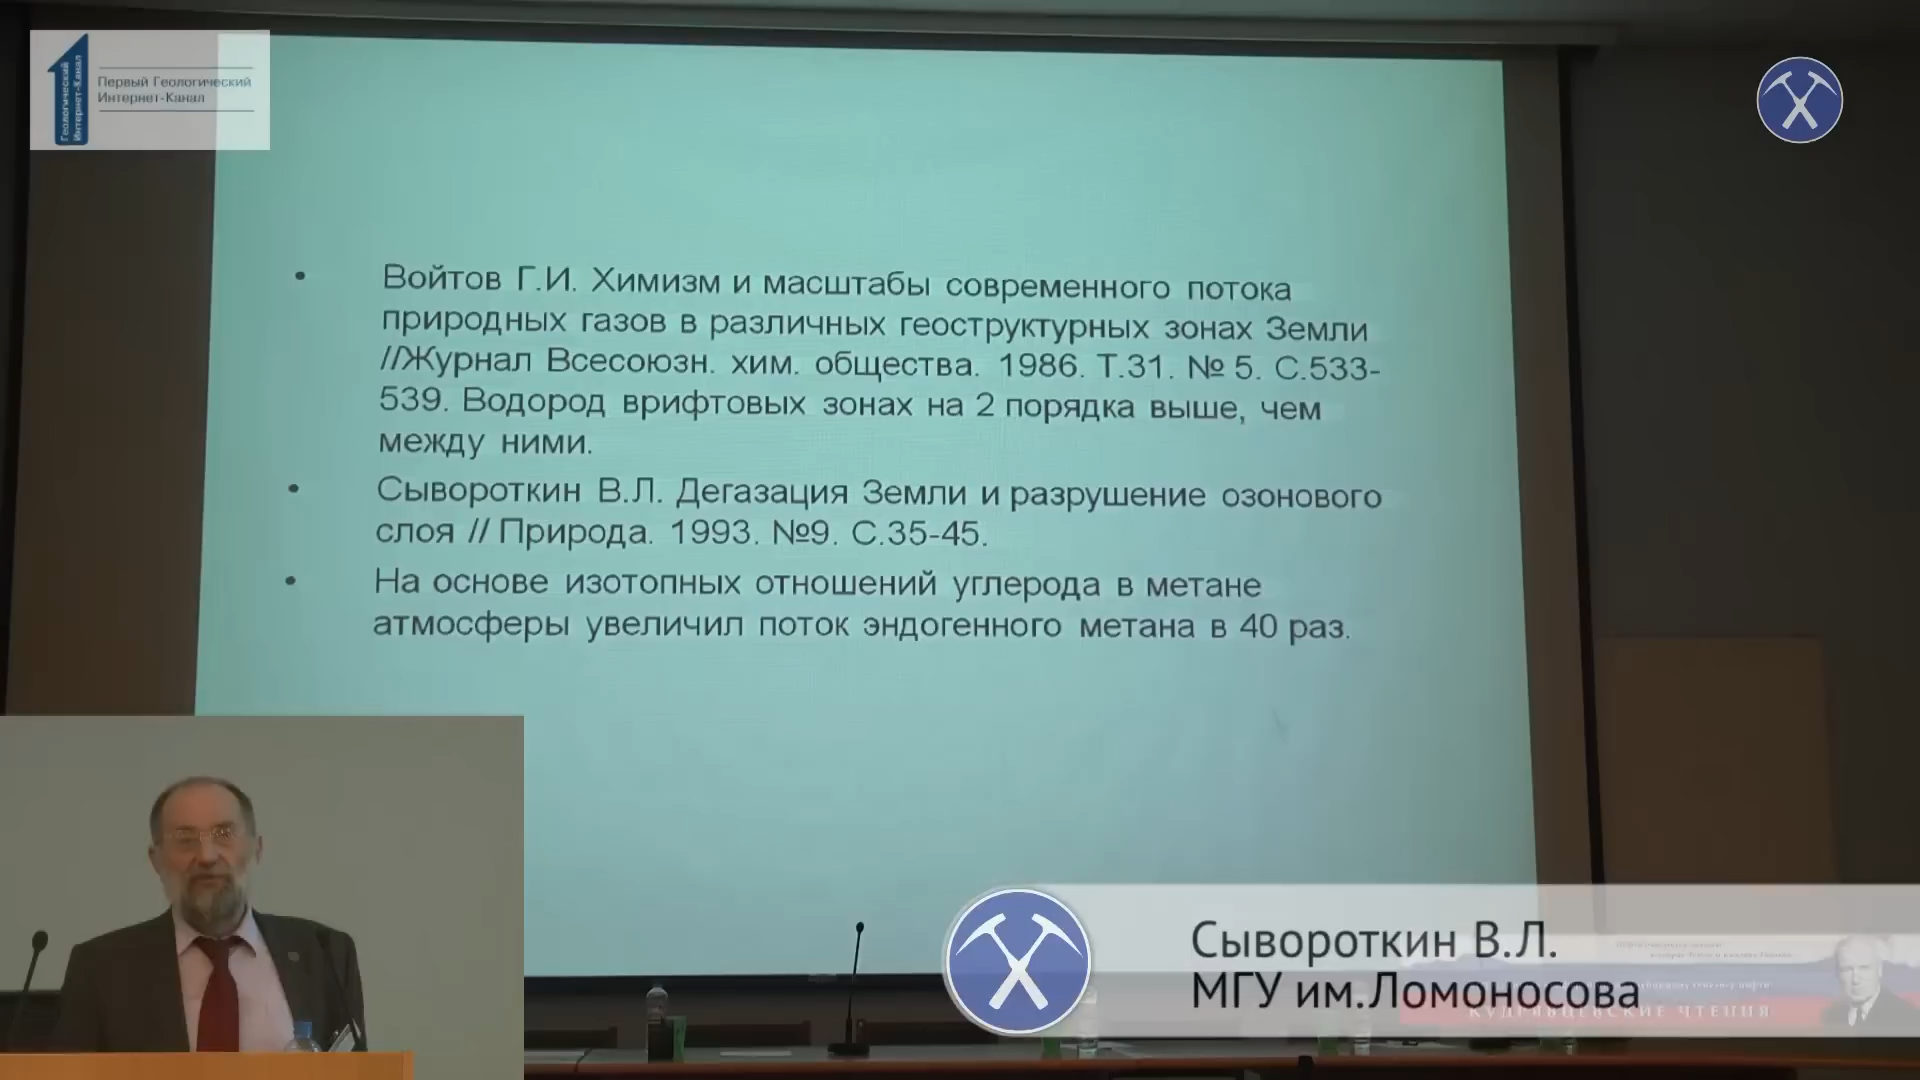 Геологический
Интернет-Канал
Первый Геологический
Интернет-Канал
• Войтов Г.И. Химизм и масштабы современного потока
природных газов в различных геоструктурных зонах Земли
//Журнал Всесоюзн. хим. общества. 1986. Т.31. № 5. С.533-
539. Водород врифтовых зонах на 2 порядка выше, чем
между ними.
• Сывороткин В.Л. Дегазация Земли и разрушение озонового
слоя // Природа. 1993. №9. С.35-45.
• На основе изотопных отношений углерода в метане
атмосферы увеличил поток эндогенного метана в 40 раз.
Сывороткин В.Л.
МГУ им.Ломоносова
КУДРЯВЦЕВСКИЕ ЧТЕНИЯ